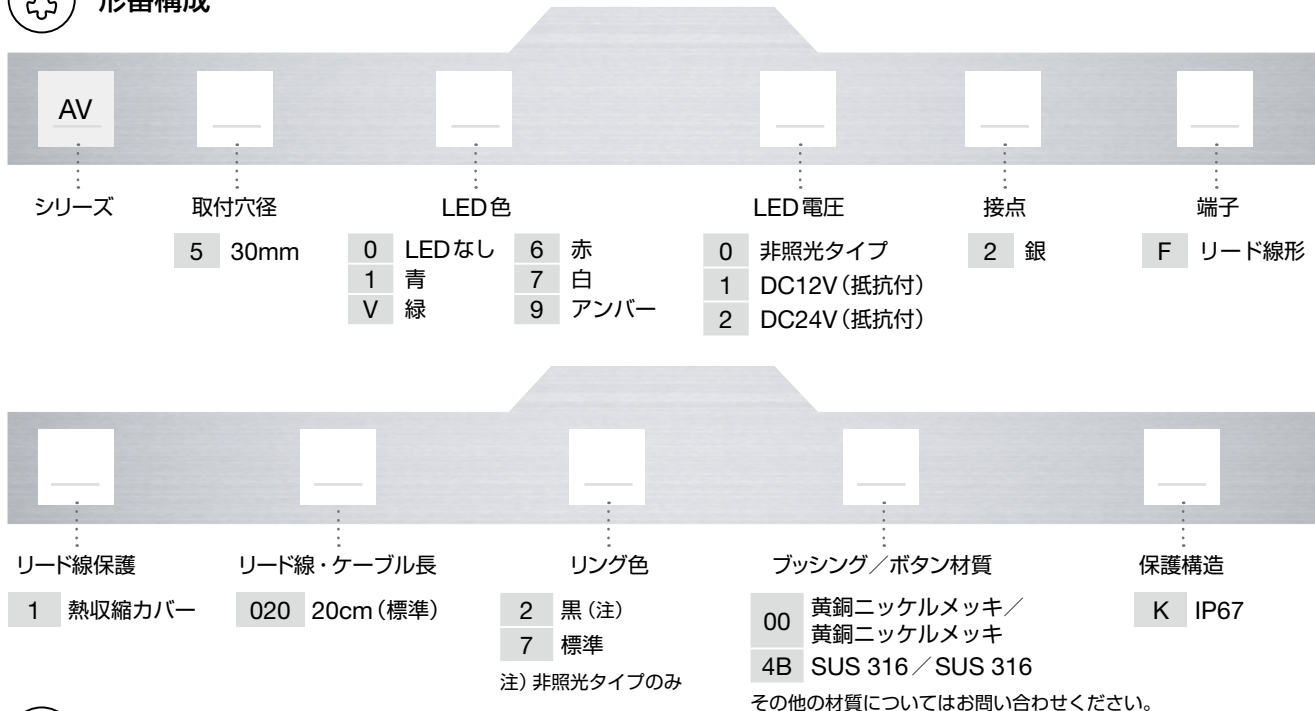 形番構成
AV
シリーズ
取付穴径
LED色
LED電圧
接点
端子
5 30mm
0 LEDなし 6 赤
1 青 7 白
V 緑 9 アンバー
0 非照光タイプ
1 DC12V(抵抗付)
2 DC24V(抵抗付)
2 銀
F リード線形
リード線保護
リード線・ケーブル長
リング色
ブッシング/ボタン材質
保護構造
1 熱収縮カバー
020 20cm(標準)
2 黒(注)
7 標準
注)非照光タイプのみ
00 黄銅ニッケルメッキ/
黄銅ニッケルメッキ
4B SUS 316/SUS 316
その他の材質についてはお問い合わせください。
K IP67